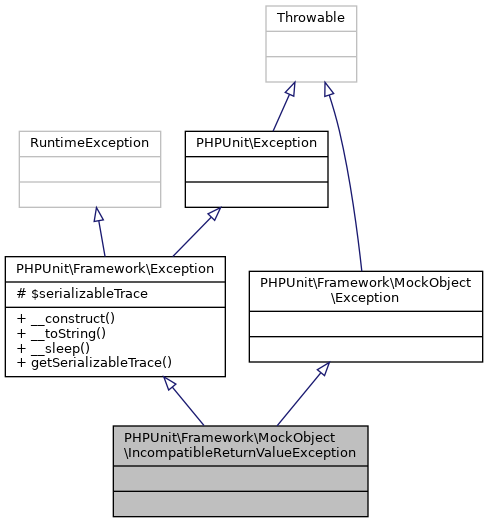 Throwable
RuntimeException
PHPUnit\Exception
PHPUnit\Framework\Exception
# $serializableTrace
+ __construct()
+ __toString()
+ __sleep()
+ getSerializableTrace()
PHPUnit\Framework\MockObject
\Exception
PHPUnit\Framework\MockObject
\IncompatibleReturnValueException